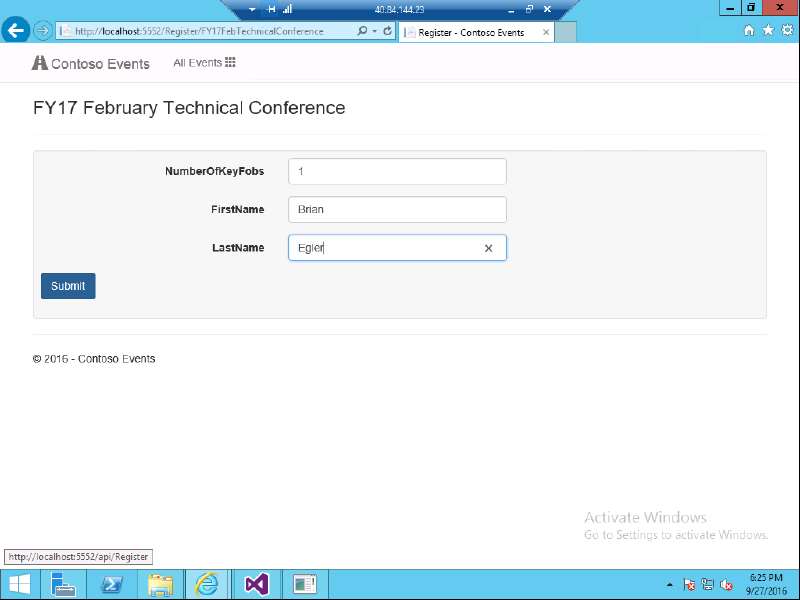 40.84.144.23
http://localhost:5552/Register/FY17FebTechnicalConference
Register - Contoso Events
Contoso Events
All Events
FY17 February Technical Conference
NumberOfKeyFobs
1
FirstName
Brian
LastName
Egler
Submit
© 2016 - Contoso Events
Activate Windows
Go to Settings to activate Windows.
http://localhost:5552/api/Register
6:25 PM
9/27/2016